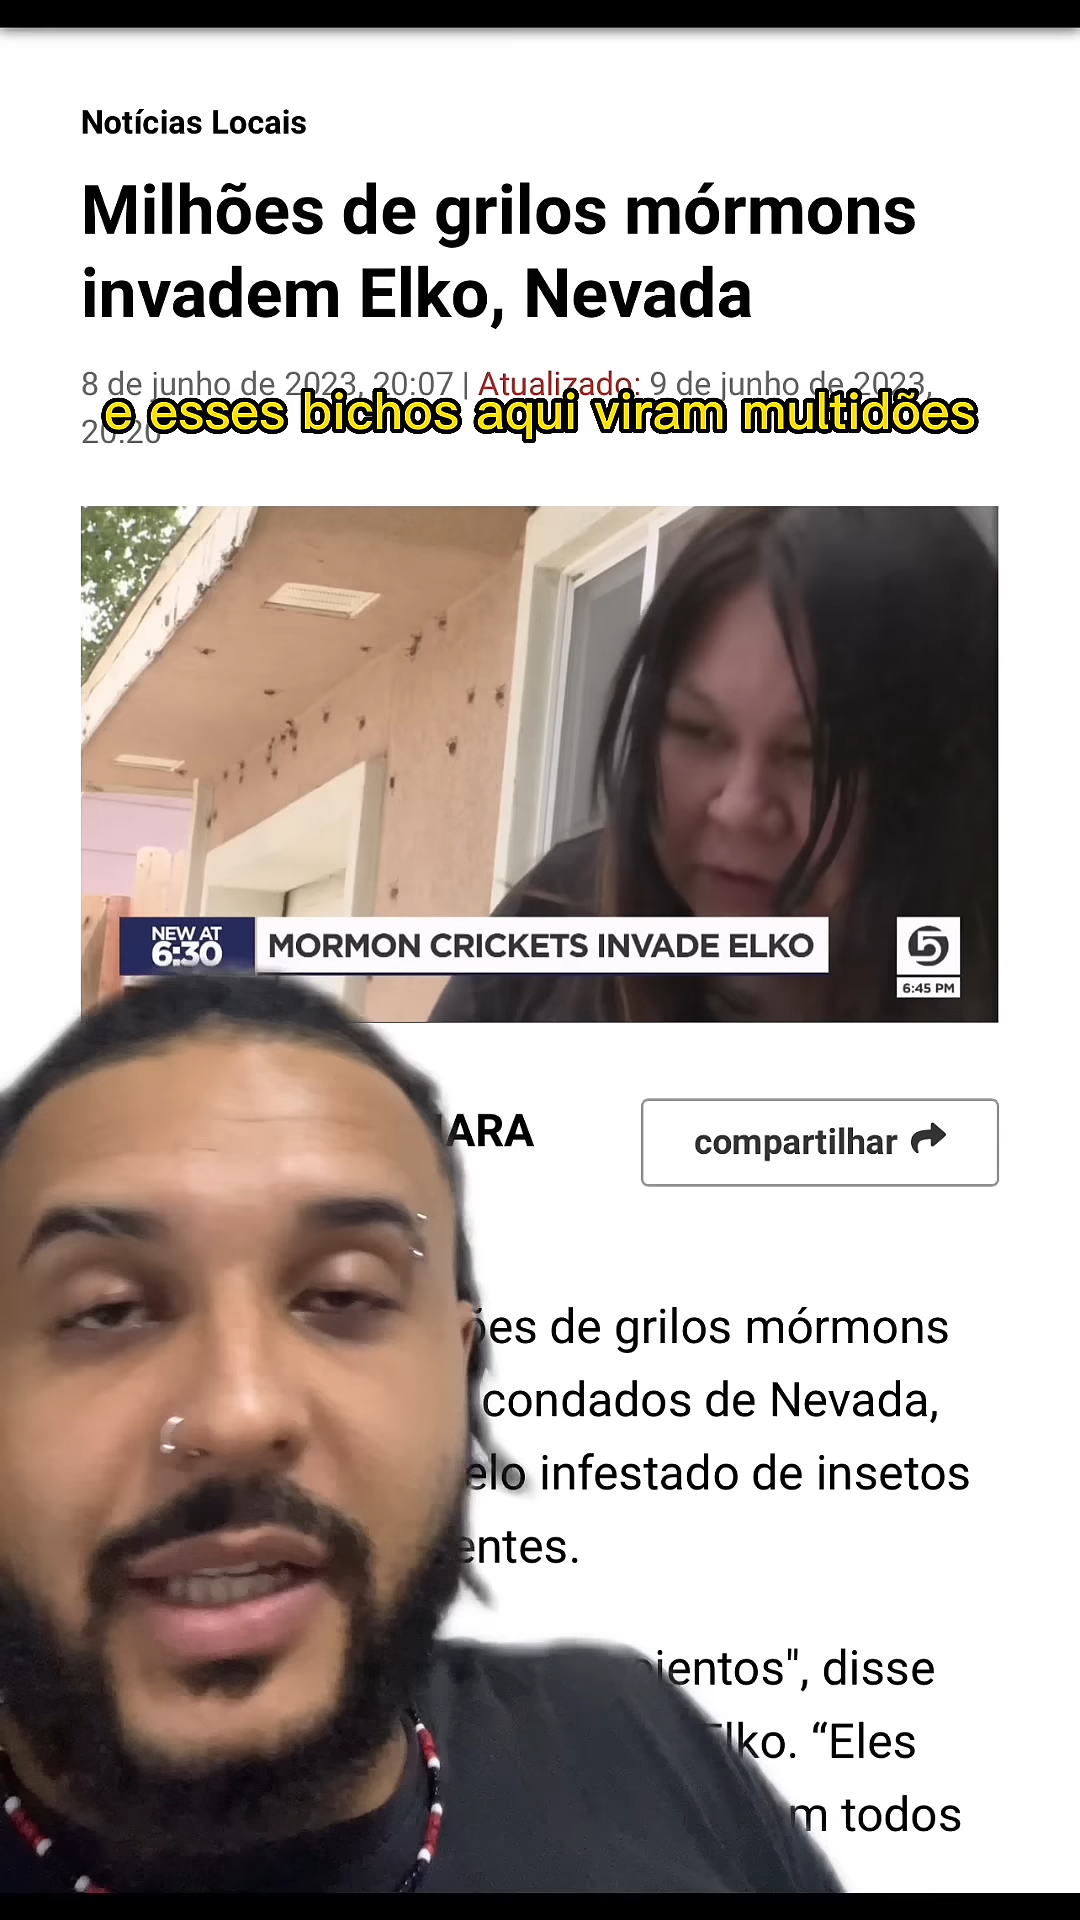 Notícias Locais
Milhões de grilos mórmons
invadem Elko, Nevada
8 de junho de 2023, 20:07 | Atualizado: 9 de junho de 2023,
e esses bichos aqui viram multidões
20:20
NEW AT
6:30
MORMON CRICKETS INVADE ELKO
5
6:45 PM
ARA
compartilhar
ões de grilos mórmons
condados de Nevada,
elo infestado de insetos
entes.
ientos", disse
Elko. “Eles
m todos